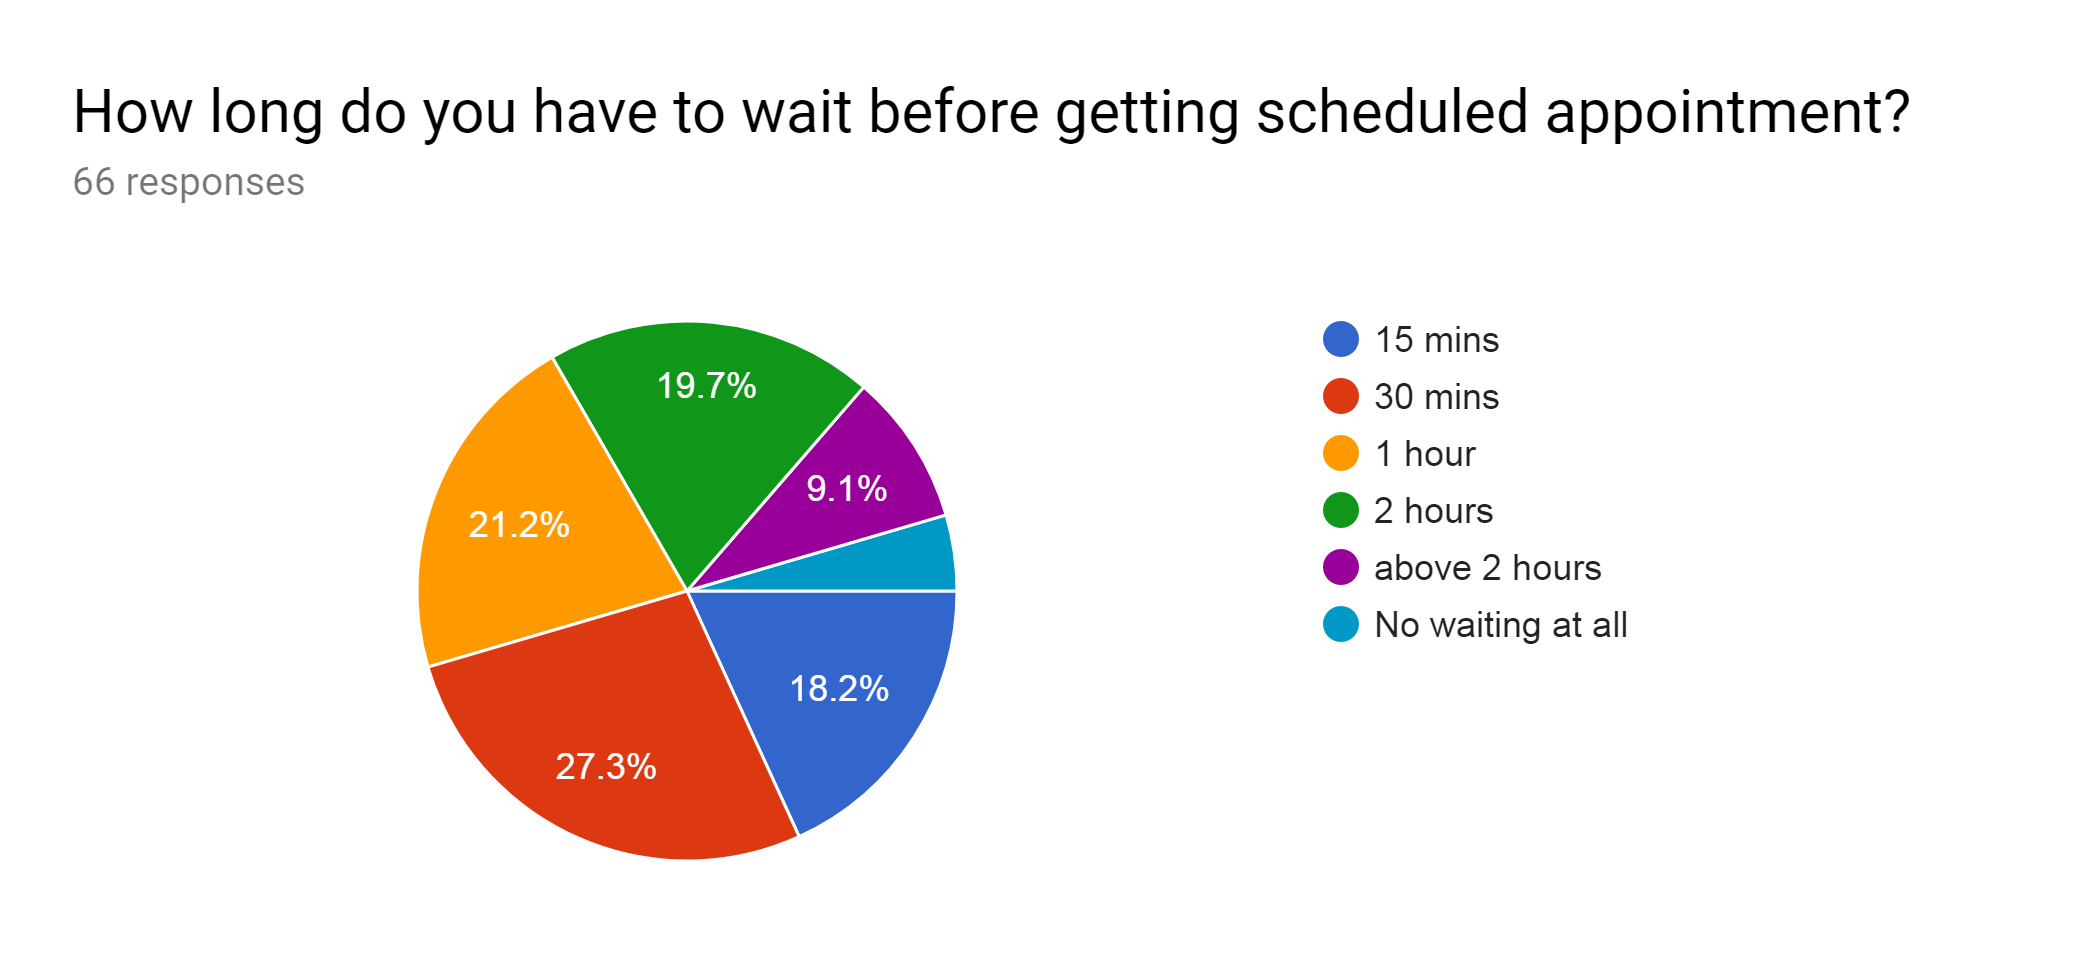 How long do you have to wait before getting scheduled appointment?
66 responses
19.7%
9.1%
21.2%
18.2%
27.3%
15 mins
30 mins
1 hour
2 hours
above 2 hours
No waiting at all